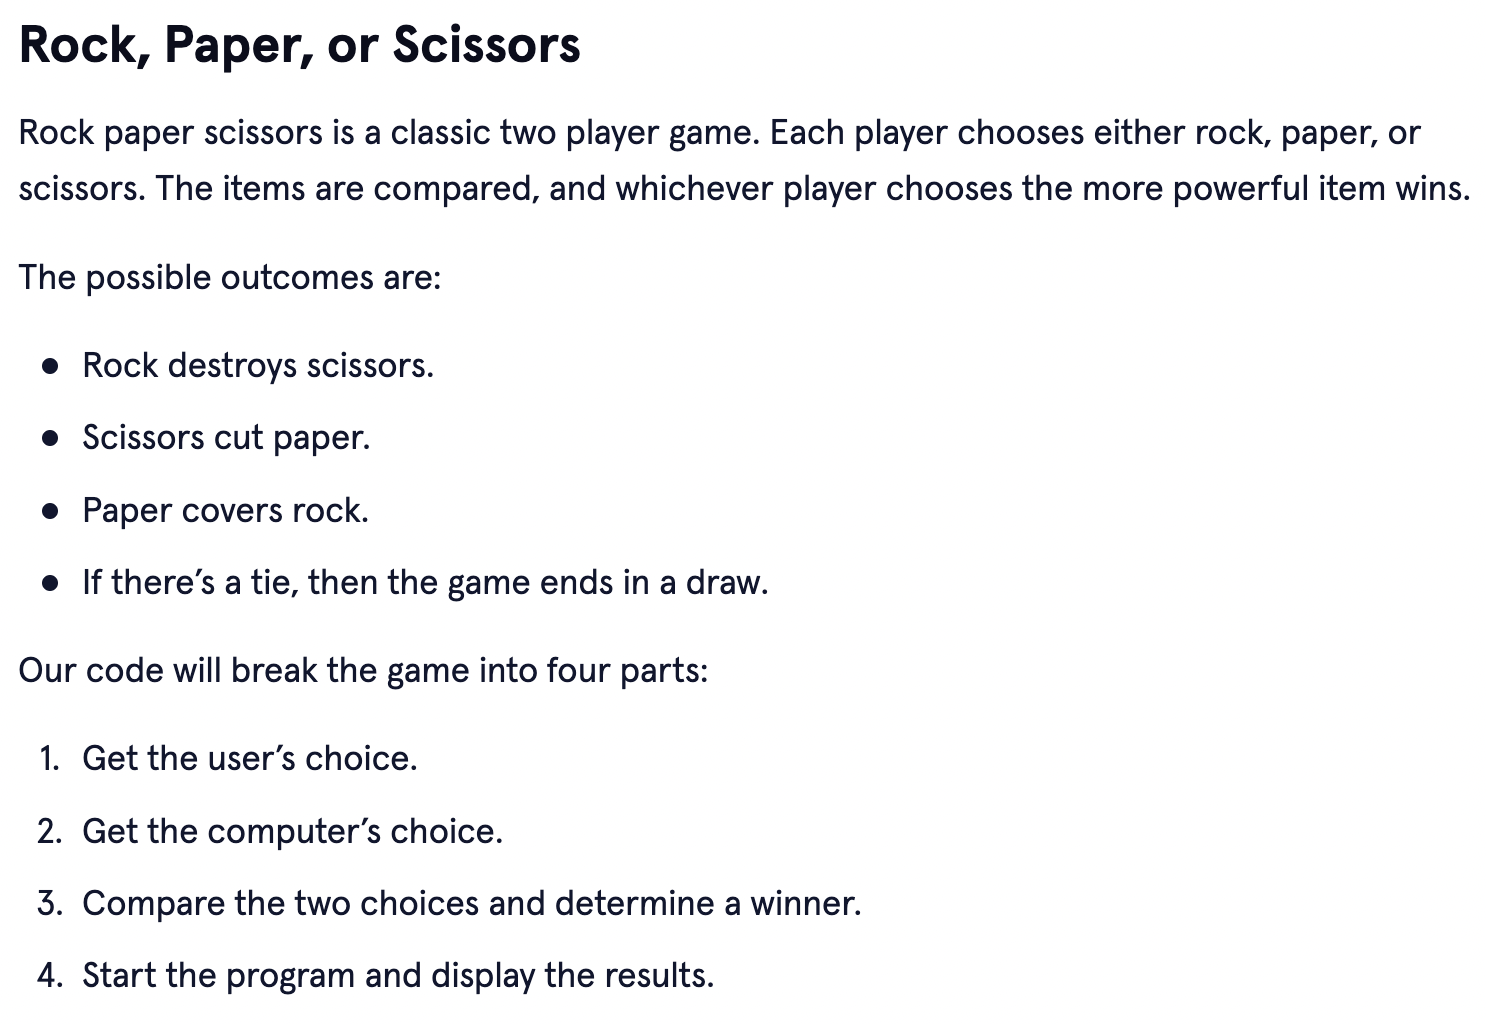 Rock, Paper, or Scissors
Rock paper scissors is a classic two player game. Each player chooses either rock, paper, or
scissors. The items are compared, and whichever player chooses the more powerful item wins.
The possible outcomes are:
● Rock destroys scissors.
● Scissors cut paper.
● Paper covers rock.
● If there’s a tie, then the game ends in a draw.
Our code will break the game into four parts:
1. Get the user’s choice.
2. Get the computer’s choice.
3. Compare the two choices and determine a winner.
4. Start the program and display the results.